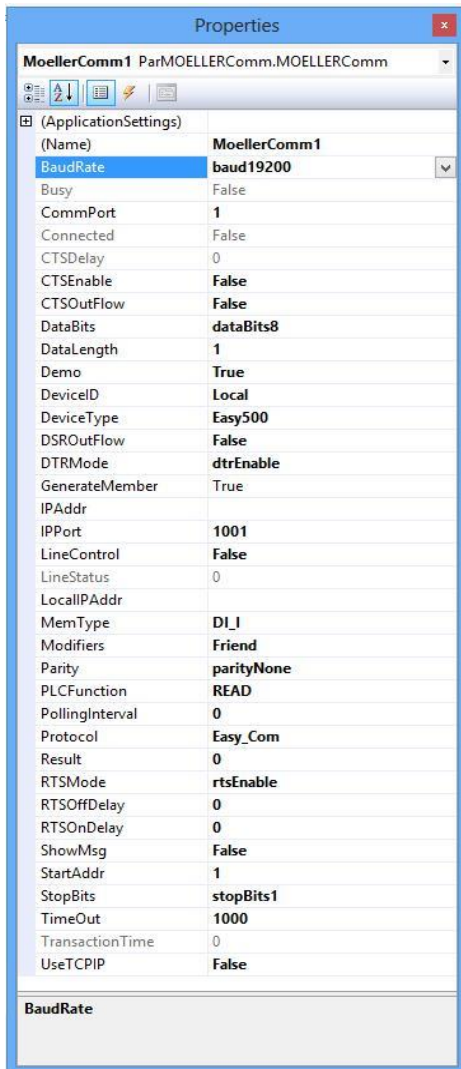 Properties
MoellerComm1 ParMOELLERComm.MOELLERComm
(ApplicationSettings)
(Name) MoellerComm1
BaudRate baud19200
Busy False
CommPort 1
Connected False
CTSDelay 0
CTSEnable False
CTSOutFlow False
DataBits dataBits8
DataLength 1
Demo True
DeviceID Local
DeviceType Easy500
DSROutFlow False
DTRMode dtrEnable
GenerateMember True
IPAddr
IPPort 1001
LineControl False
LineStatus 0
LocalIPAddr
MemType DI_I
Modifiers Friend
Parity parityNone
PLCFunction READ
PollingInterval 0
Protocol Easy_Com
Result 0
RTSMode rtsEnable
RTSOffDelay 0
RTSOnDelay 0
ShowMsg False
StartAddr 1
StopBits stopBits1
TimeOut 1000
TransactionTime 0
UseTCPIP False
BaudRate